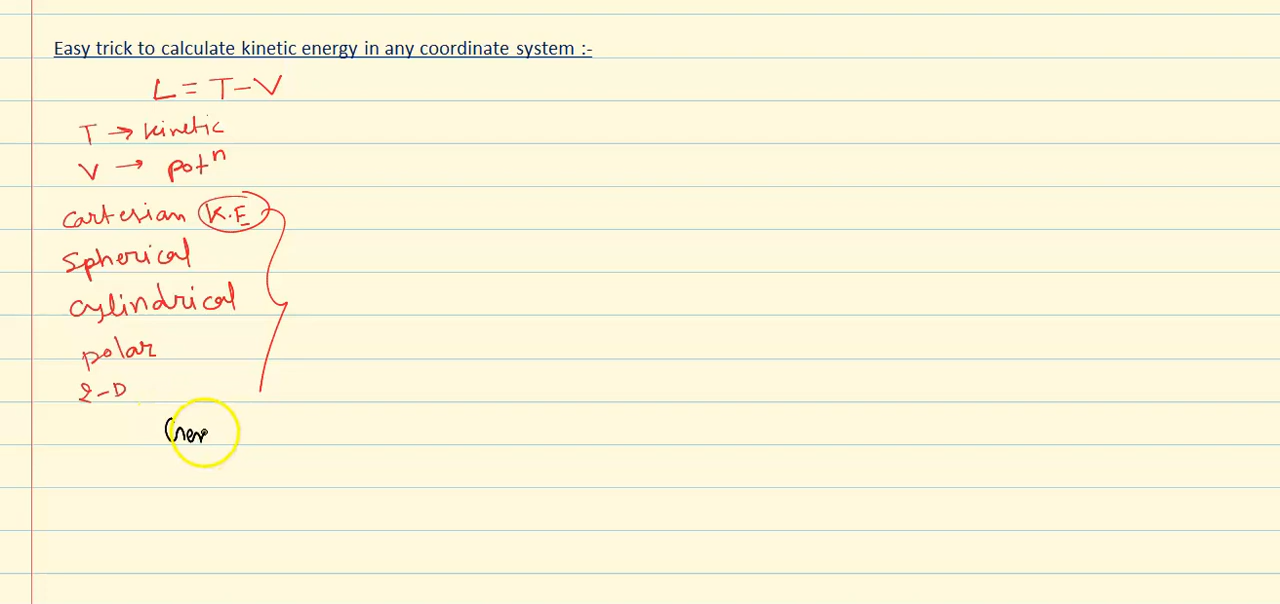 Easy trick to calculate kinetic energy in any coordinate system :-
L = T - V
T → kinetic
V → potⁿ
Cartesian K.E
Spherical
Cylindrical
polar
2-D